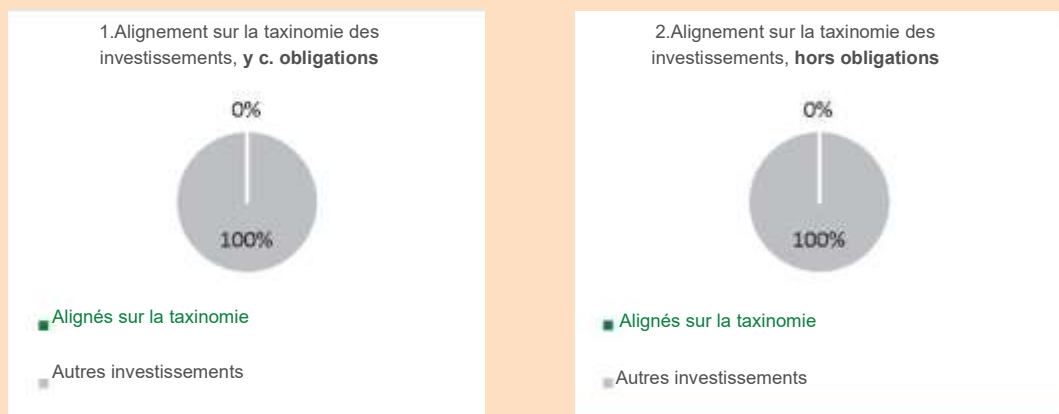 1.Alignement sur la taxinomie des
investissements, y c. obligations
0%
100%
Alignés sur la taxinomie
Autres investissements
2.Alignement sur la taxinomie des
investissements, hors obligations
0%
100%
Alignés sur la taxinomie
Autres investissements